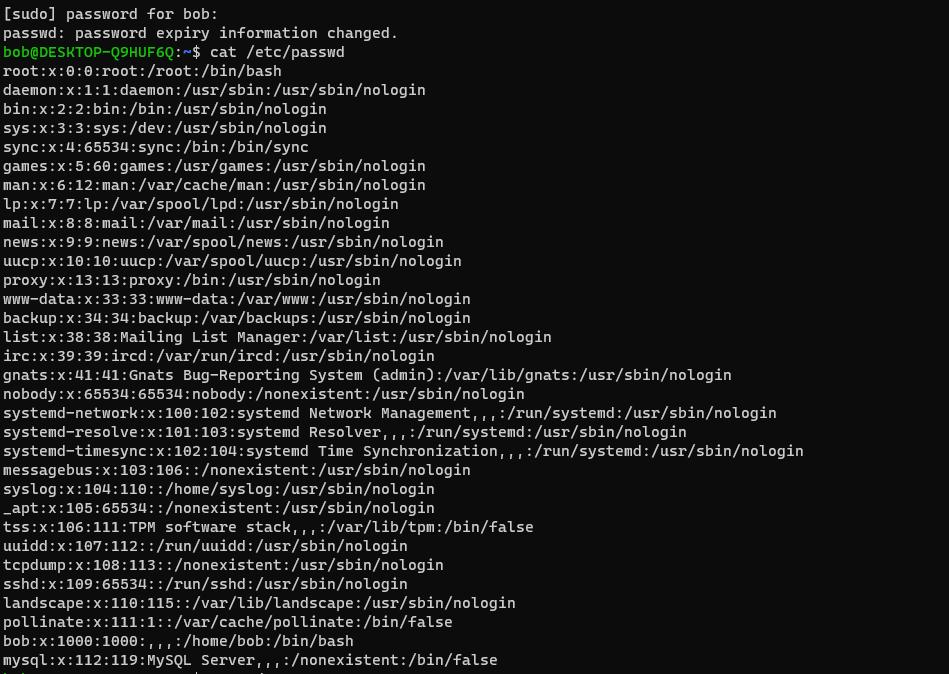 [sudo] password for bob:
passwd: password expiry information changed.
bob@DESKTOP-Q9HUF6Q:~$ cat /etc/passwd
root:x:0:0:root:/root:/bin/bash
daemon:x:1:1:daemon:/usr/sbin:/usr/sbin/nologin
bin:x:2:2:bin:/bin:/usr/sbin/nologin
sys:x:3:3:sys:/dev:/usr/sbin/nologin
sync:x:4:65534:sync:/bin:/bin/sync
games:x:5:60:games:/usr/games:/usr/sbin/nologin
man:x:6:12:man:/var/cache/man:/usr/sbin/nologin
lp:x:7:7:lp:/var/spool/lpd:/usr/sbin/nologin
mail:x:8:8:mail:/var/mail:/usr/sbin/nologin
news:x:9:9:news:/var/spool/news:/usr/sbin/nologin
uucp:x:10:10:uucp:/var/spool/uucp:/usr/sbin/nologin
proxy:x:13:13:proxy:/bin:/usr/sbin/nologin
www-data:x:33:33:www-data:/var/www:/usr/sbin/nologin
backup:x:34:34:backup:/var/backups:/usr/sbin/nologin
list:x:38:38:Mailing List Manager:/var/list:/usr/sbin/nologin
irc:x:39:39:ircd:/var/run/ircd:/usr/sbin/nologin
gnats:x:41:41:Gnats Bug-Reporting System (admin):/var/lib/gnats:/usr/sbin/nologin
nobody:x:65534:65534:nobody:/nonexistent:/usr/sbin/nologin
systemd-network:x:100:102:systemd Network Management,,,:/run/systemd:/usr/sbin/nologin
systemd-resolve:x:101:103:systemd Resolver,,,:/run/systemd:/usr/sbin/nologin
systemd-timesync:x:102:104:systemd Time Synchronization,,,:/run/systemd:/usr/sbin/nologin
messagebus:x:103:106::/nonexistent:/usr/sbin/nologin
syslog:x:104:110::/home/syslog:/usr/sbin/nologin
_apt:x:105:65534::/nonexistent:/usr/sbin/nologin
tss:x:106:111:TPM software stack,,,:/var/lib/tpm:/bin/false
uuidd:x:107:112::/run/uuidd:/usr/sbin/nologin
tcpdump:x:108:113::/nonexistent:/usr/sbin/nologin
sshd:x:109:65534::/run/sshd:/usr/sbin/nologin
landscape:x:110:115::/var/lib/landscape:/usr/sbin/nologin
pollinate:x:111:1::/var/cache/pollinate:/bin/false
bob:x:1000:1000:,,,:/home/bob:/bin/bash
mysql:x:112:119:MySQL Server,,,:/nonexistent:/bin/false